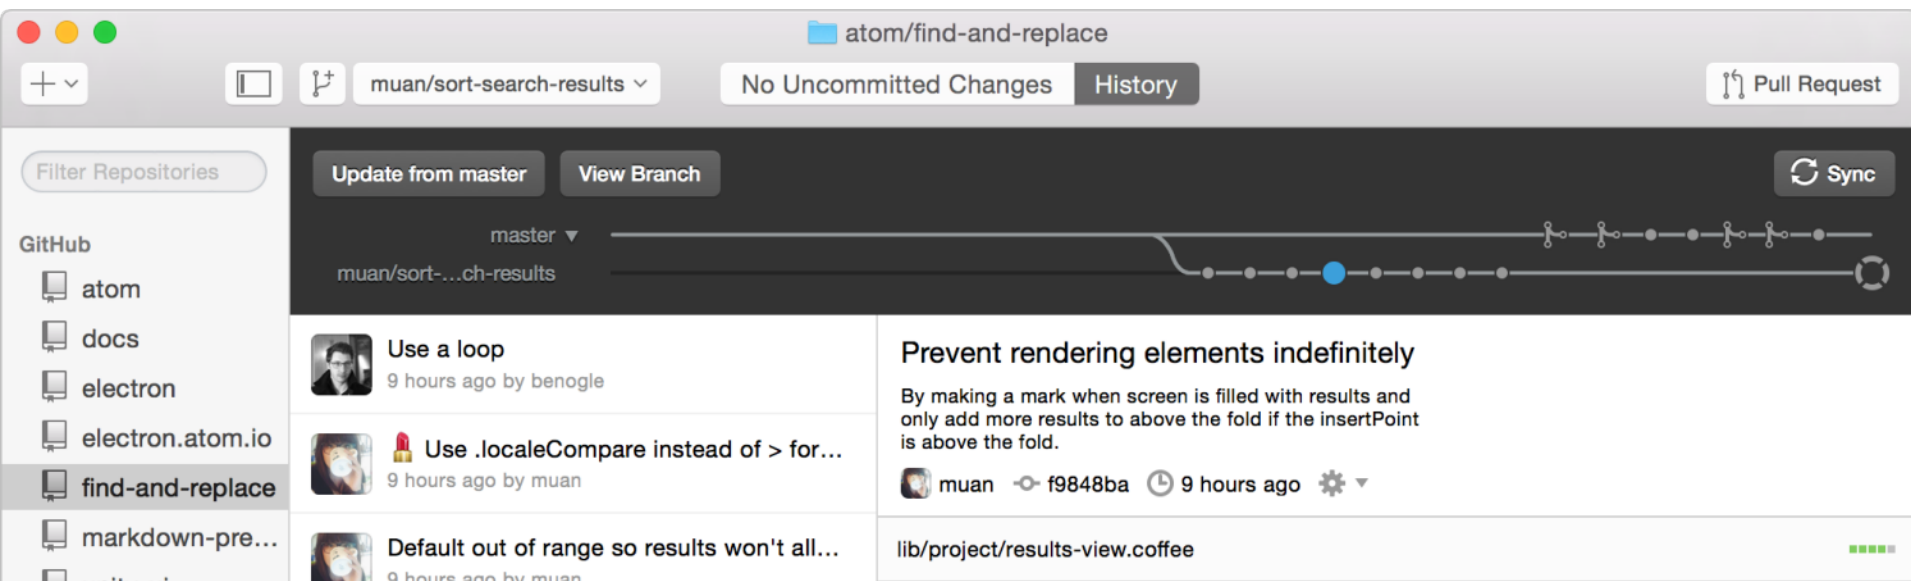 atom/find-and-replace
muan/sort-search-results
No Uncommitted Changes
History
Pull Request
Filter Repositories
Update from master
View Branch
Sync
master
muan/sort-...ch-results
GitHub
atom
docs
electron
electron.atom.io
find-and-replace
markdown-pre...
Use a loop
9 hours ago by benogle
Use .localeCompare instead of > for...
9 hours ago by muan
Default out of range so results won't all...
9 hours ago by muan
Prevent rendering elements indefinitely
By making a mark when screen is filled with results and
only add more results to above the fold if the insertPoint
is above the fold.
muan f9848ba 9 hours ago
lib/project/results-view.coffee